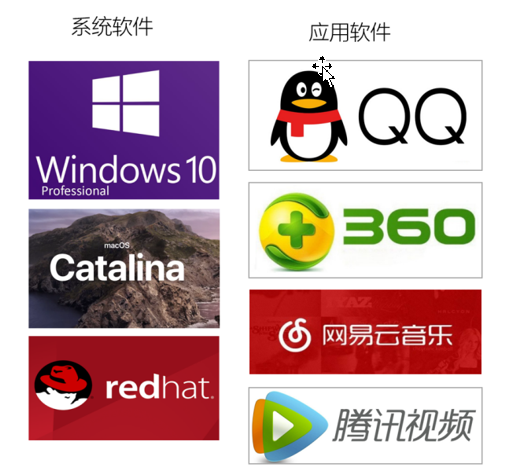 系统软件
应用软件
Windows 10
Professional
macOS
Catalina
redhat.
QQ
360
网易云音乐
腾讯视频